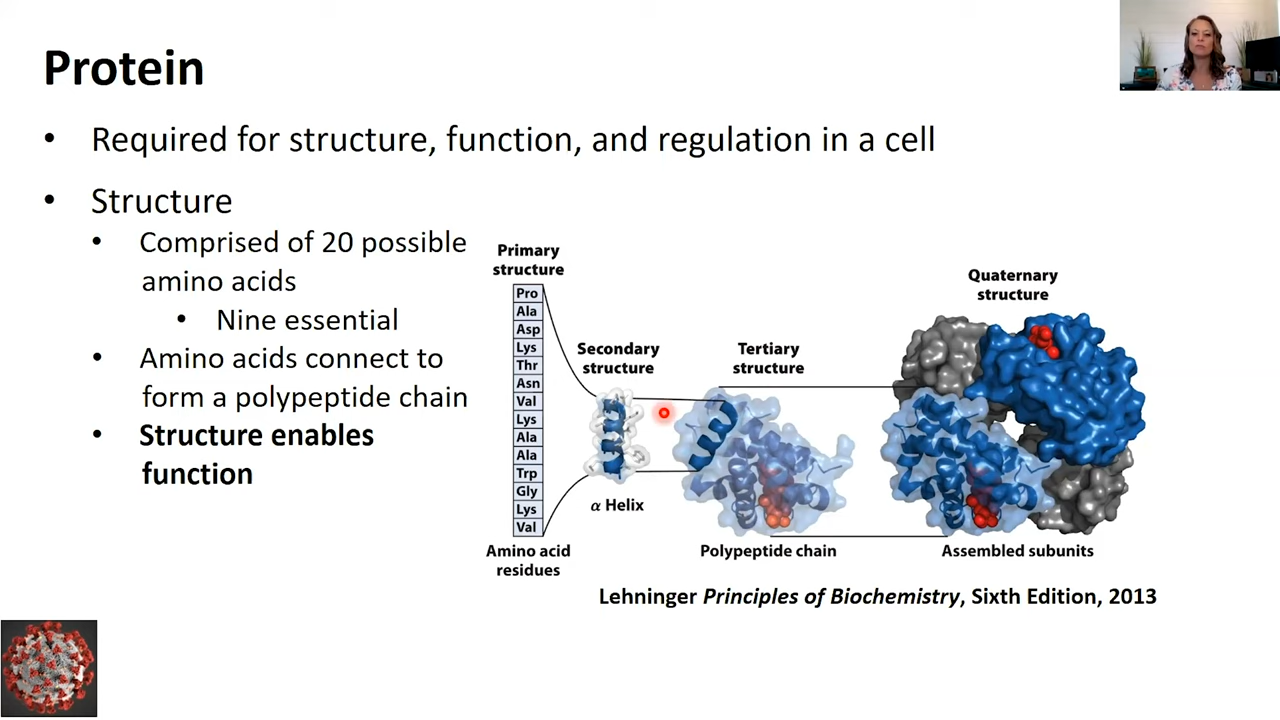 Protein
• Required for structure, function, and regulation in a cell
• Structure
• Comprised of 20 possible
amino acids
• Nine essential
• Amino acids connect to
form a polypeptide chain
• Structure enables
function
Primary
structure
Pro
Ala
Asp
Lys
Thr
Asn
Val
Lys
Ala
Ala
Trp
Gly
Lys
Val
Amino acid
residues
Secondary
structure
α Helix
Tertiary
structure
Polypeptide chain
Quaternary
structure
Assembled subunits
Lehninger Principles of Biochemistry, Sixth Edition, 2013